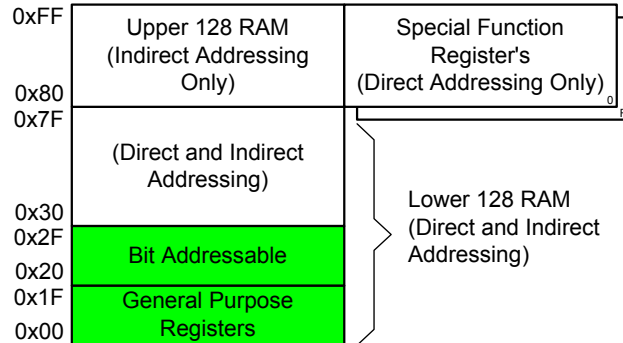 0xFF
Upper 128 RAM
(Indirect Addressing
Only)
0x80
Special Function
Register's
(Direct Addressing Only)
0
F
0x7F
(Direct and Indirect
Addressing)
0x30
Lower 128 RAM
(Direct and Indirect
Addressing)
0x2F
Bit Addressable
0x20
0x1F
General Purpose
Registers
0x00